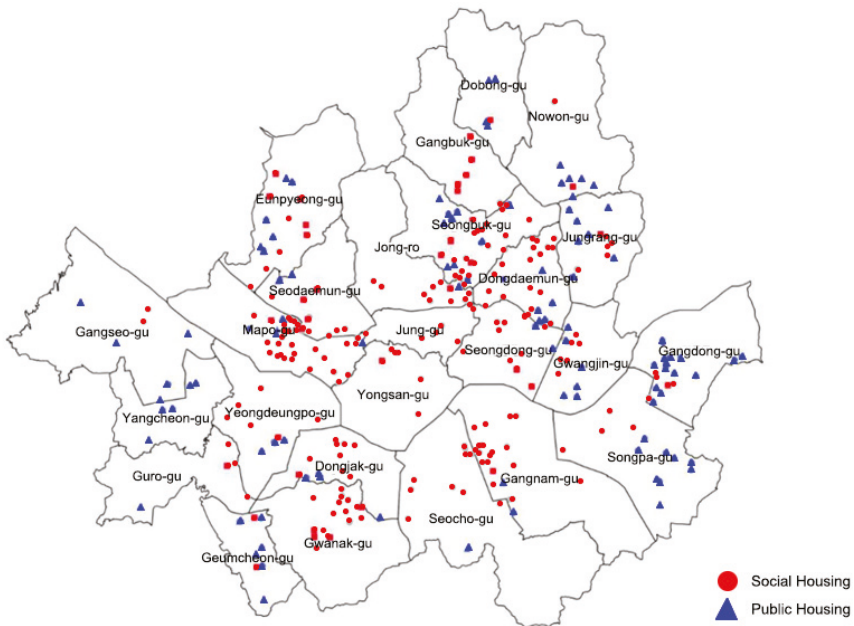 Dobong-gu
Nowon-gu
Gangbuk-gu
Eunpyeong-gu
Seongbuk-gu
Jungrang-gu
Jong-ro
Dongdaemun-gu
Seodaemun-gu
Gangseo-gu
Mapo-gu
Jung-gu
Seongdong-gu
Gwangjin-gu
Gangdong-gu
Yongsan-gu
Yangcheon-gu
Yeongdeungpo-gu
Songpa-gu
Guro-gu
Dongjak-gu
Gangnam-gu
Seocho-gu
Gwanak-gu
Geumcheon-gu
Social Housing
Public Housing